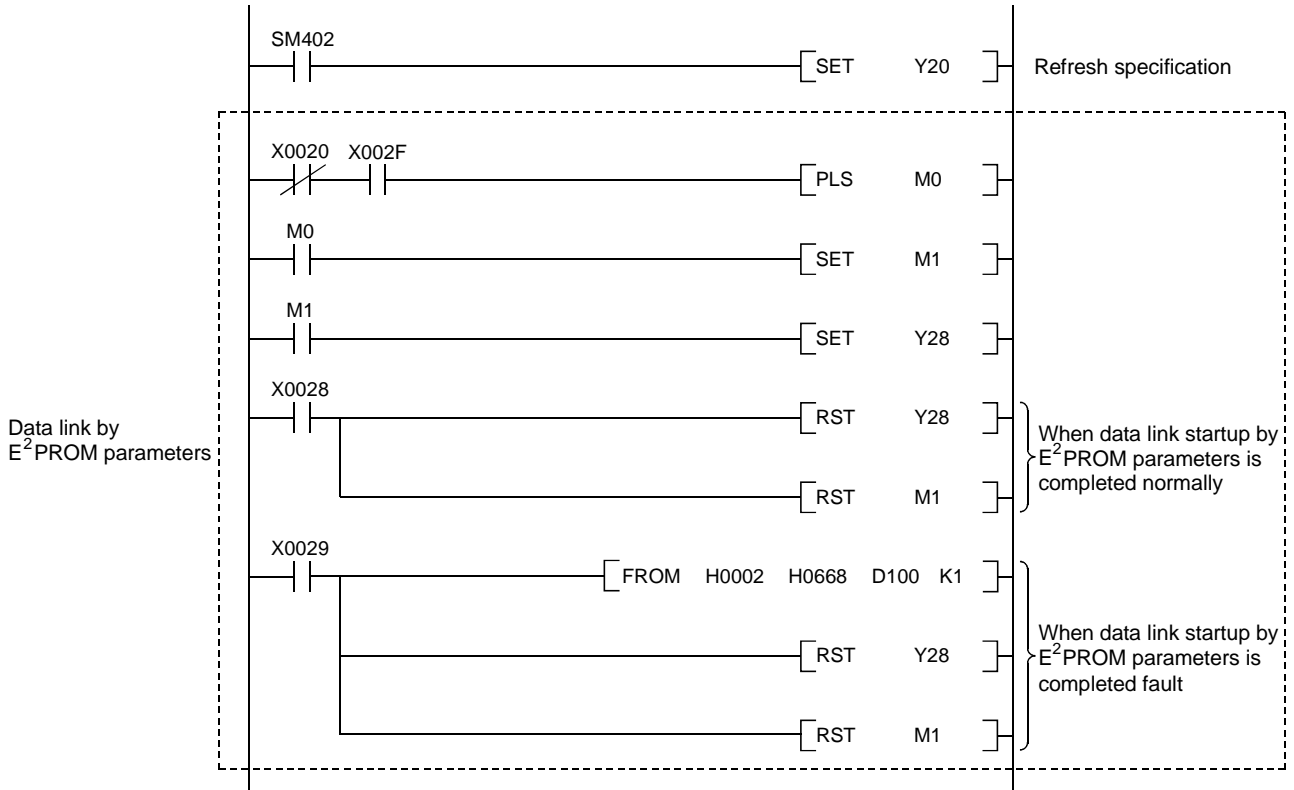 SM402
SET Y20 Refresh specification
X0020 X002F
PLS M0
M0
SET M1
M1
SET Y28
X0028
RST Y28
RST M1
Data link by
E²PROM parameters
When data link startup by
E²PROM parameters is
completed normally
X0029
FROM H0002 H0668 D100 K1
RST Y28
RST M1
When data link startup by
E²PROM parameters is
completed fault